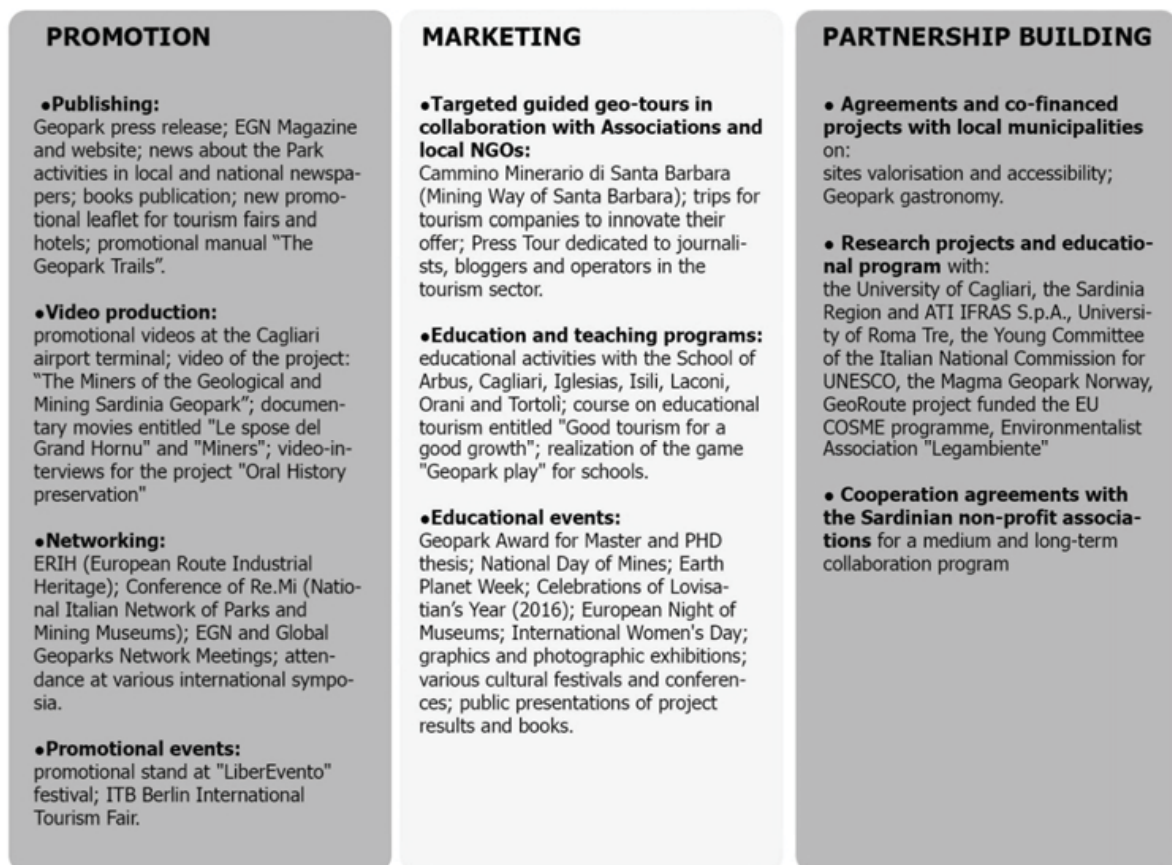 PROMOTION
●Publishing:
Geopark press release; EGN Magazine
and website; news about the Park
activities in local and national newspa-
pers; books publication; new promo-
tional leaflet for tourism fairs and
hotels; promotional manual "The
Geopark Trails".
●Video production:
promotional videos at the Cagliari
airport terminal; video of the project:
"The Miners of the Geological and
Mining Sardinia Geopark"; documen-
tary movies entitled "Le spose del
Grand Hornu" and "Miners"; video-in-
terviews for the project "Oral History
preservation"
●Networking:
ERIH (European Route Industrial
Heritage); Conference of Re.Mi (Natio-
nal Italian Network of Parks and
Mining Museums); EGN and Global
Geoparks Network Meetings; atten-
dance at various international sympo-
sia.
●Promotional events:
promotional stand at "LiberEvento"
festival; ITB Berlin International
Tourism Fair.
MARKETING
●Targeted guided geo-tours in
collaboration with Associations and
local NGOs:
Cammino Minerario di Santa Barbara
(Mining Way of Santa Barbara); trips for
tourism companies to innovate their
offer; Press Tour dedicated to journali-
sts, bloggers and operators in the
tourism sector.
●Education and teaching programs:
educational activities with the School of
Arbus, Cagliari, Iglesias, Isili, Laconi,
Orani and Tortolì; course on educational
tourism entitled "Good tourism for a
good growth"; realization of the game
"Geopark play" for schools.
●Educational events:
Geopark Award for Master and PHD
thesis; National Day of Mines; Earth
Planet Week; Celebrations of Lovisa-
tian's Year (2016); European Night of
Museums; International Women's Day;
graphics and photographic exhibitions;
various cultural festivals and conferen-
ces; public presentations of project
results and books.
PARTNERSHIP BUILDING
● Agreements and co-financed
projects with local municipalities
on:
sites valorisation and accessibility;
Geopark gastronomy.
● Research projects and educatio-
nal program with:
the University of Cagliari, the Sardinia
Region and ATI IFRAS S.p.A., Universi-
ty of Roma Tre, the Young Committee
of the Italian National Commission for
UNESCO, the Magma Geopark Norway,
GeoRoute project funded the EU
COSME programme, Environmentalist
Association "Legambiente"
● Cooperation agreements with
the Sardinian non-profit associa-
tions for a medium and long-term
collaboration program